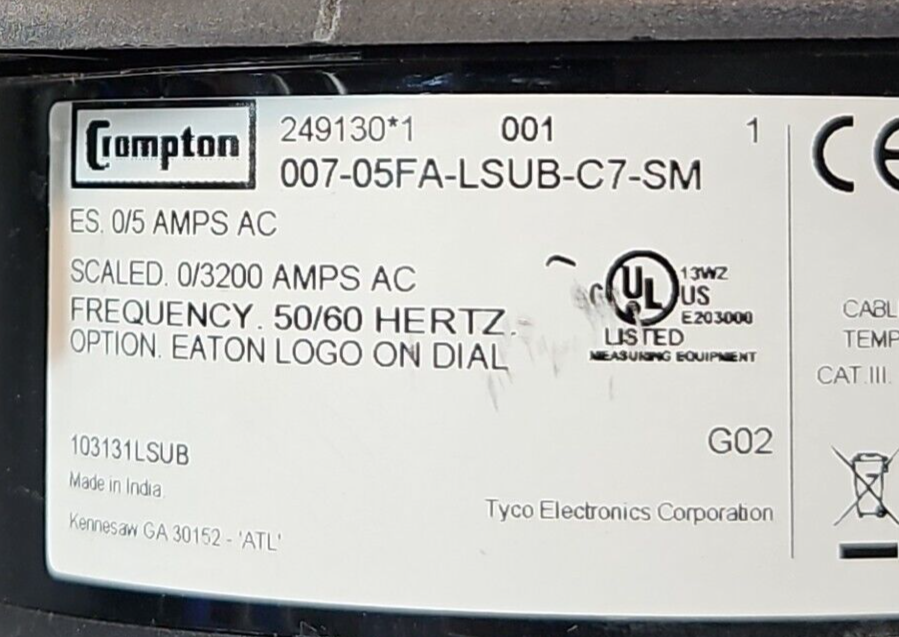 Crompton
249130*1 001 1
007-05FA-LSUB-C7-SM
ES. 0/5 AMPS AC
SCALED. 0/3200 AMPS AC
FREQUENCY. 50/60 HERTZ.
OPTION. EATON LOGO ON DIAL
c UL US
13WZ
E203000
LISTED
MEASURING EQUIPMENT
G02
103131LSUB
Made in India.
Tyco Electronics Corporation
Kennesaw GA 30152 - 'ATL'
CE
CABL
TEMP
CAT.III.